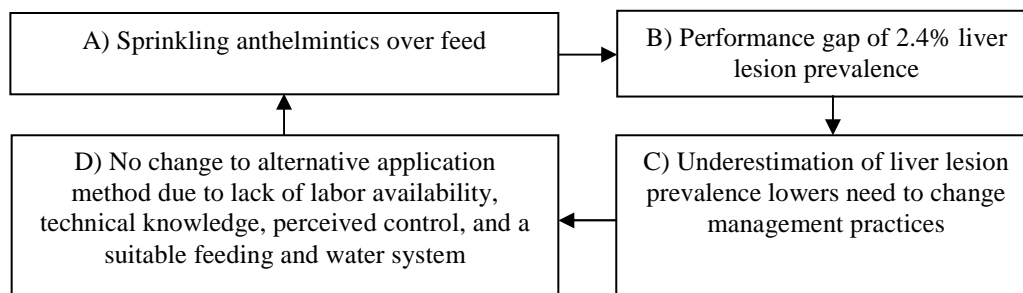 A) Sprinkling anthelmintics over feed
B) Performance gap of 2.4% liver
lesion prevalence
C) Underestimation of liver lesion
prevalence lowers need to change
management practices
D) No change to alternative application
method due to lack of labor availability,
technical knowledge, perceived control, and a
suitable feeding and water system